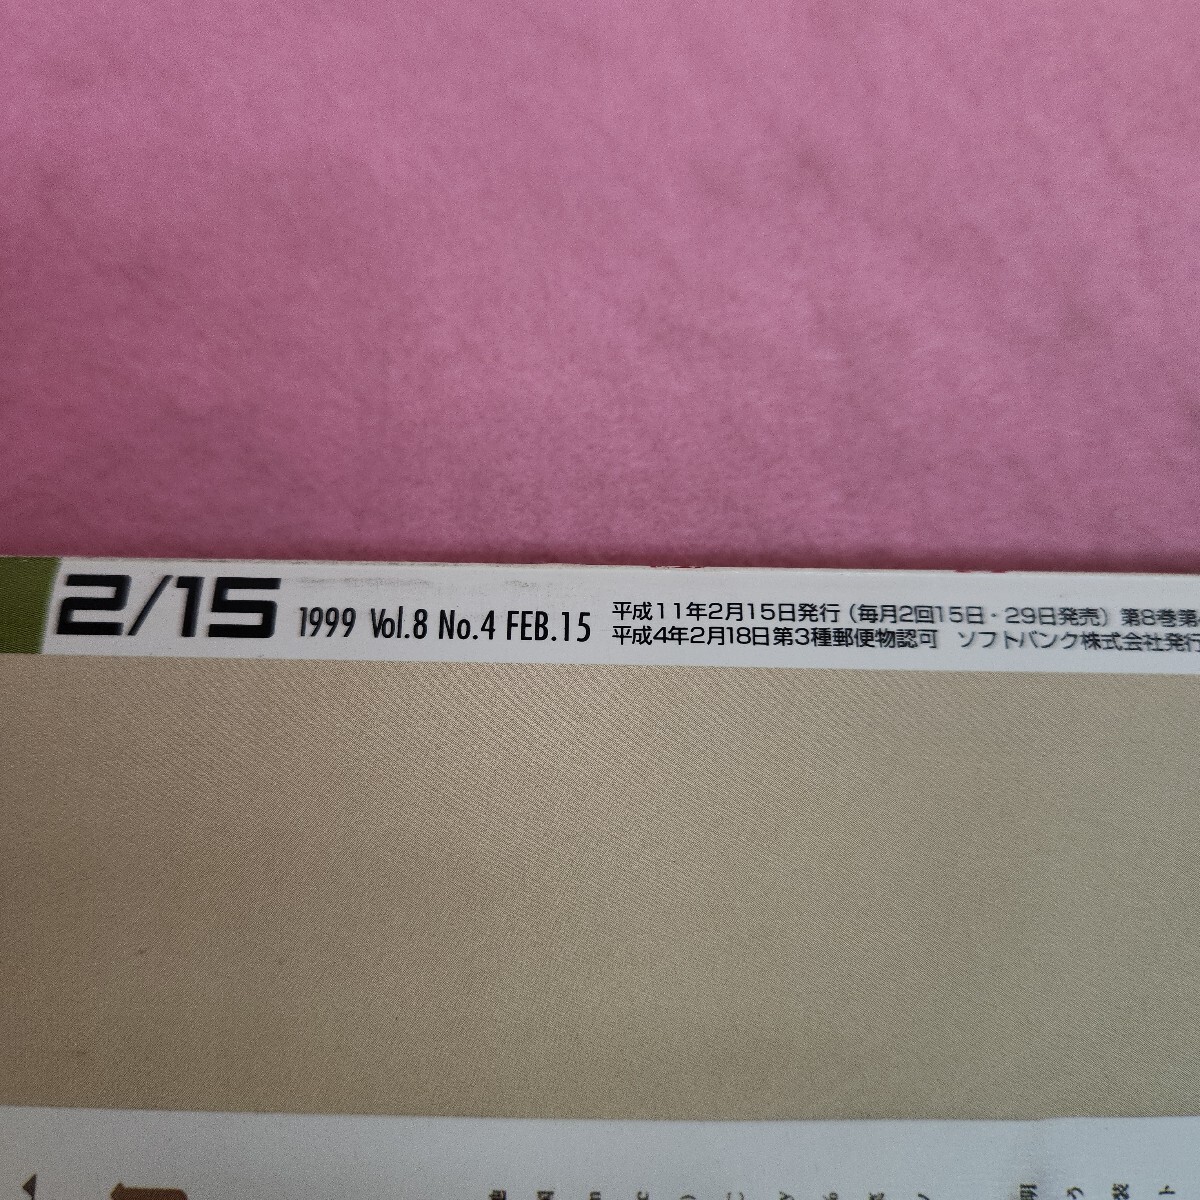 2/15 1999 Vol.8 No.4 FEB.15
平成11年2月15日発行（毎月2回15日・29日発売）第8巻第
平成4年2月18日第3種郵便物認可 ソフトバンク株式会社発行